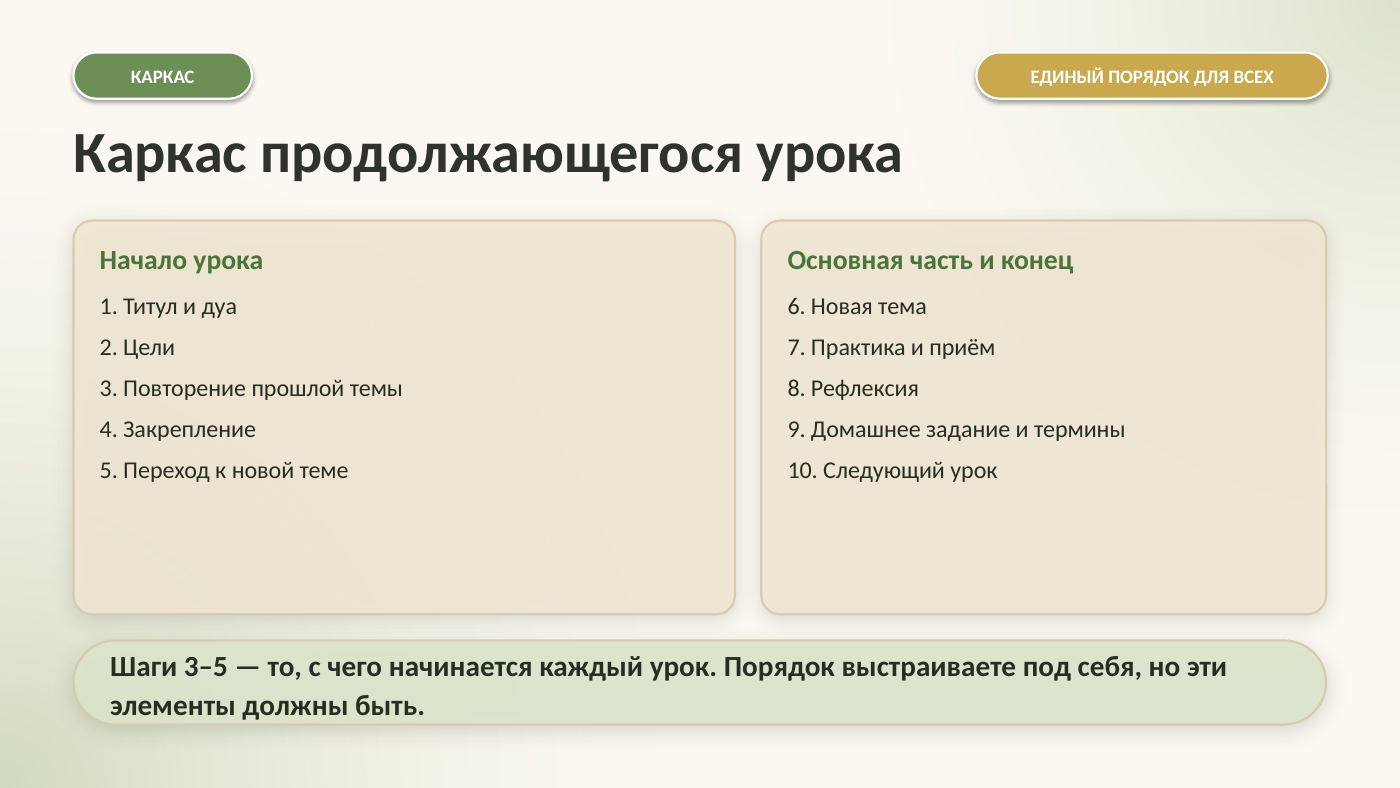 КАРКАС
ЕДИНЫЙ ПОРЯДОК ДЛЯ ВСЕХ
Каркас продолжающегося урока
Начало урока
1. Титул и дуа
2. Цели
3. Повторение прошлой темы
4. Закрепление
5. Переход к новой теме
Основная часть и конец
6. Новая тема
7. Практика и приём
8. Рефлексия
9. Домашнее задание и термины
10. Следующий урок
Шаги 3–5 — то, с чего начинается каждый урок. Порядок выстраиваете под себя, но эти
элементы должны быть.